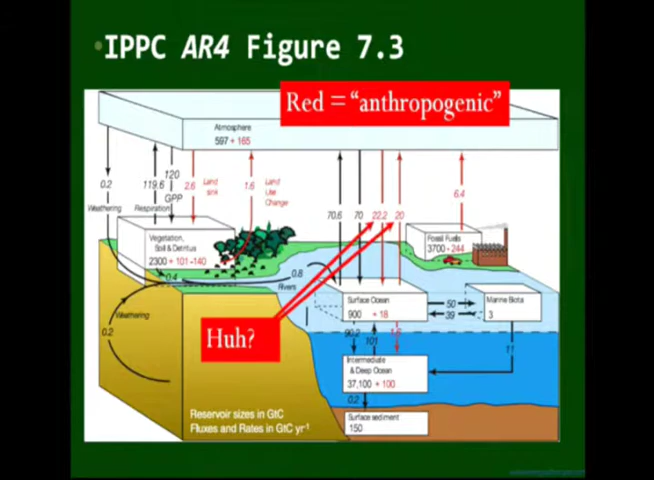 •IPPC AR4 Figure 7.3
Red = “anthropogenic”
Atmosphere
597 + 165
0.2
Weathering
119.6
Respiration
120
GPP
2.6
Land
sink
1.6
Land
Use
Change
70.6
70
22.2
20
6.4
Vegetation,
Soil & Detritus
2300 + 101 -140
Fossil Fuels
3700 - 244
0.4
0.8
Rivers
Surface Ocean
900 + 18
50
39
Marine Biota
3
Weathering
0.2
Huh?
90.2
101
1.6
11
Intermediate
& Deep Ocean
37,100 + 100
0.2
Surface sediment
150
Reservoir sizes in GtC
Fluxes and Rates in GtC yr⁻¹